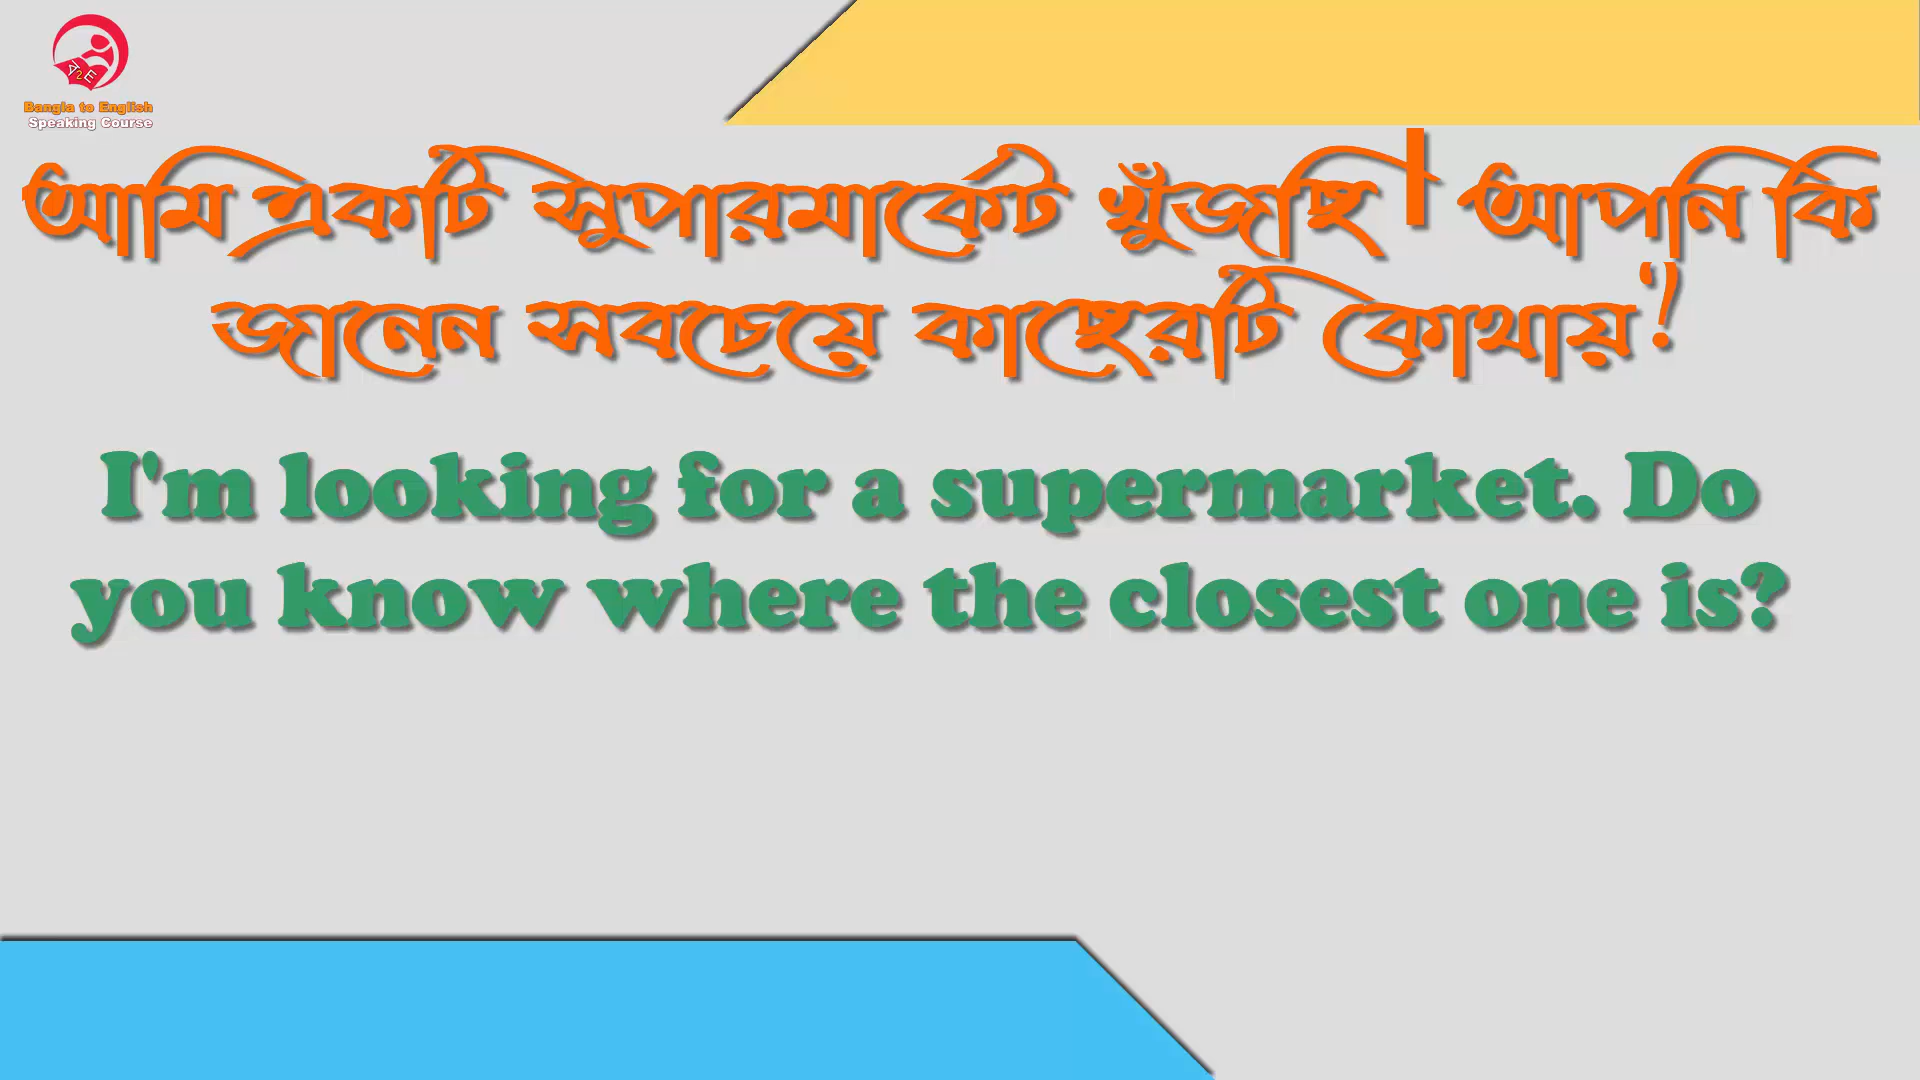 Bangla to English
Speaking Course
আমি একটি সুপারমার্কেট খুঁজছি। আপনি কি
জানেন সবচেয়ে কাছেরটি কোথায়?
I'm looking for a supermarket. Do
you know where the closest one is?